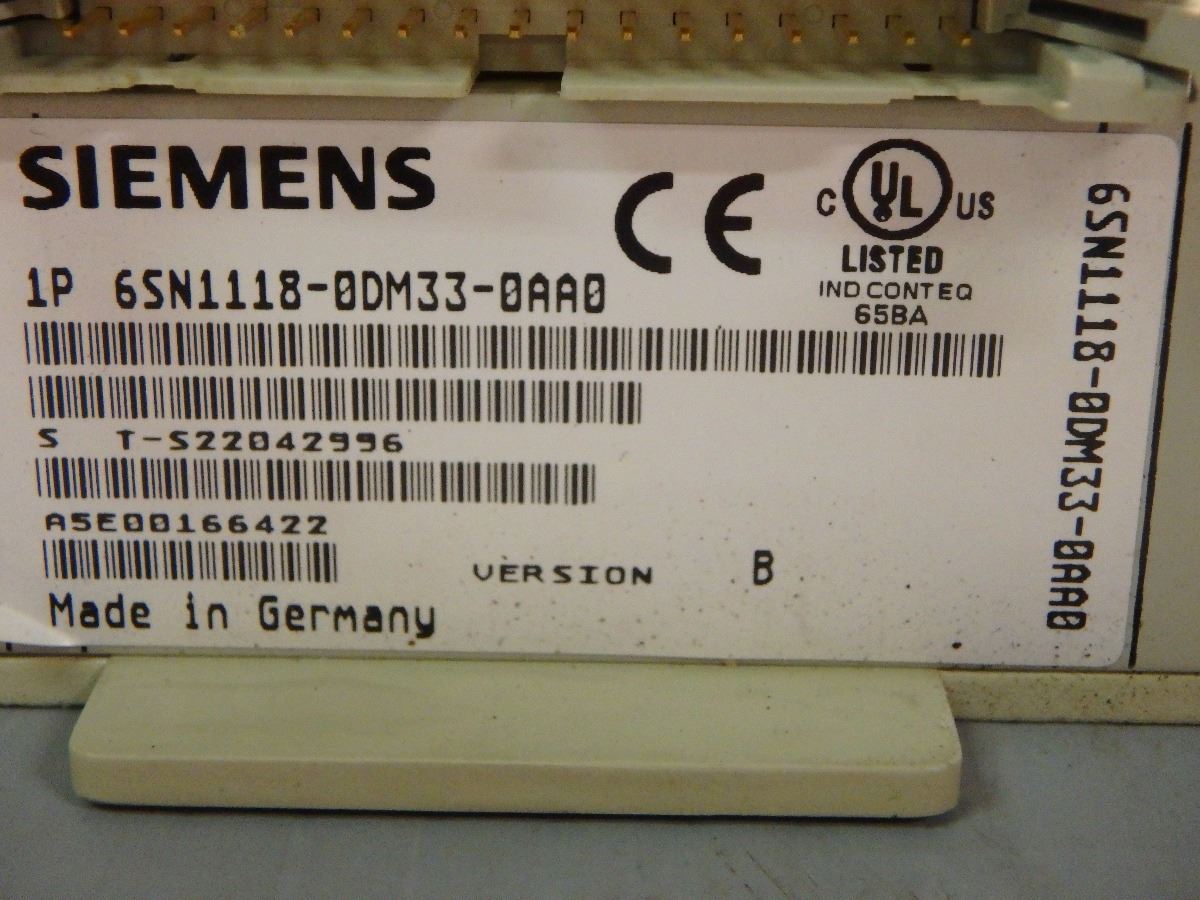 SIEMENS
CE
C UL US
LISTED
IND CONT EQ
65BA
1P 6SN1118-0DM33-0AA0
S T-S22042996
A5E00166422
VERSION B
Made in Germany
6SN1118-0DM33-0AA0